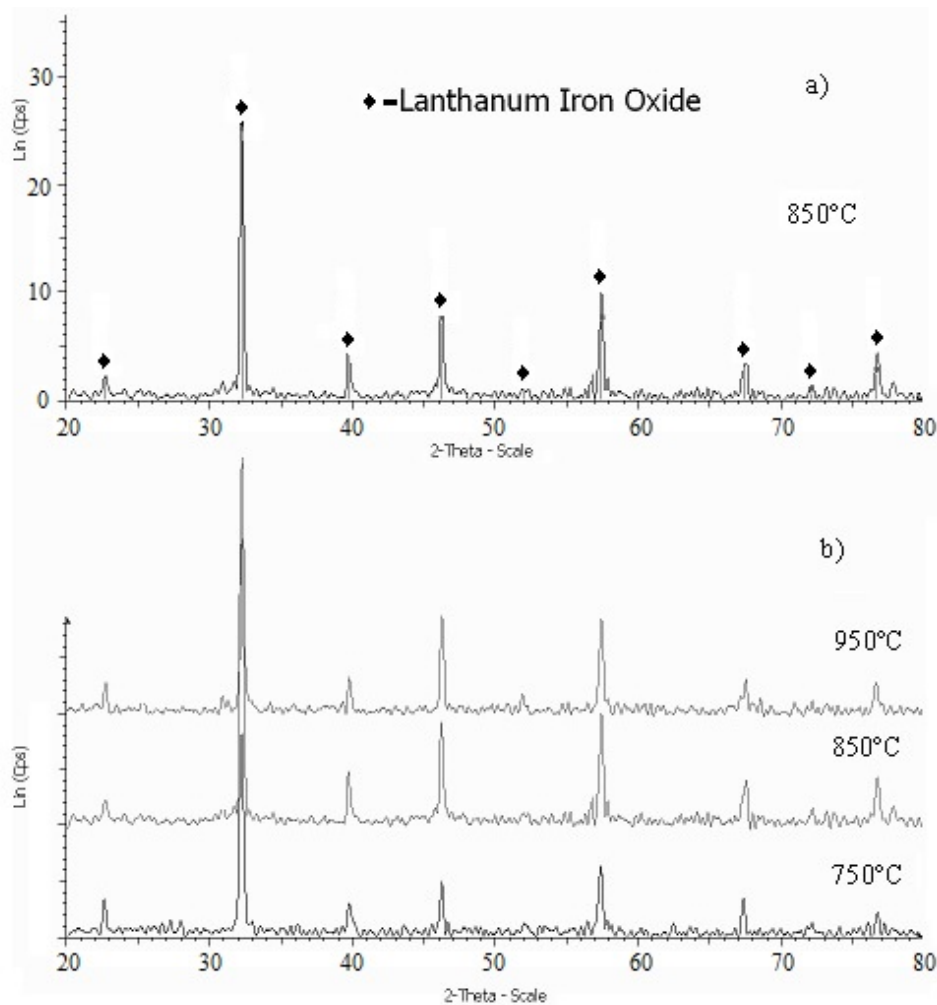 a)
30
◆-Lanthanum Iron Oxide
Lin (Cps)
20
850°C
10
0
20 30 40 50 60 70 80
2-Theta - Scale
b)
950°C
850°C
Lin (Cps)
750°C
20 30 40 50 60 70 80
2-Theta - Scale